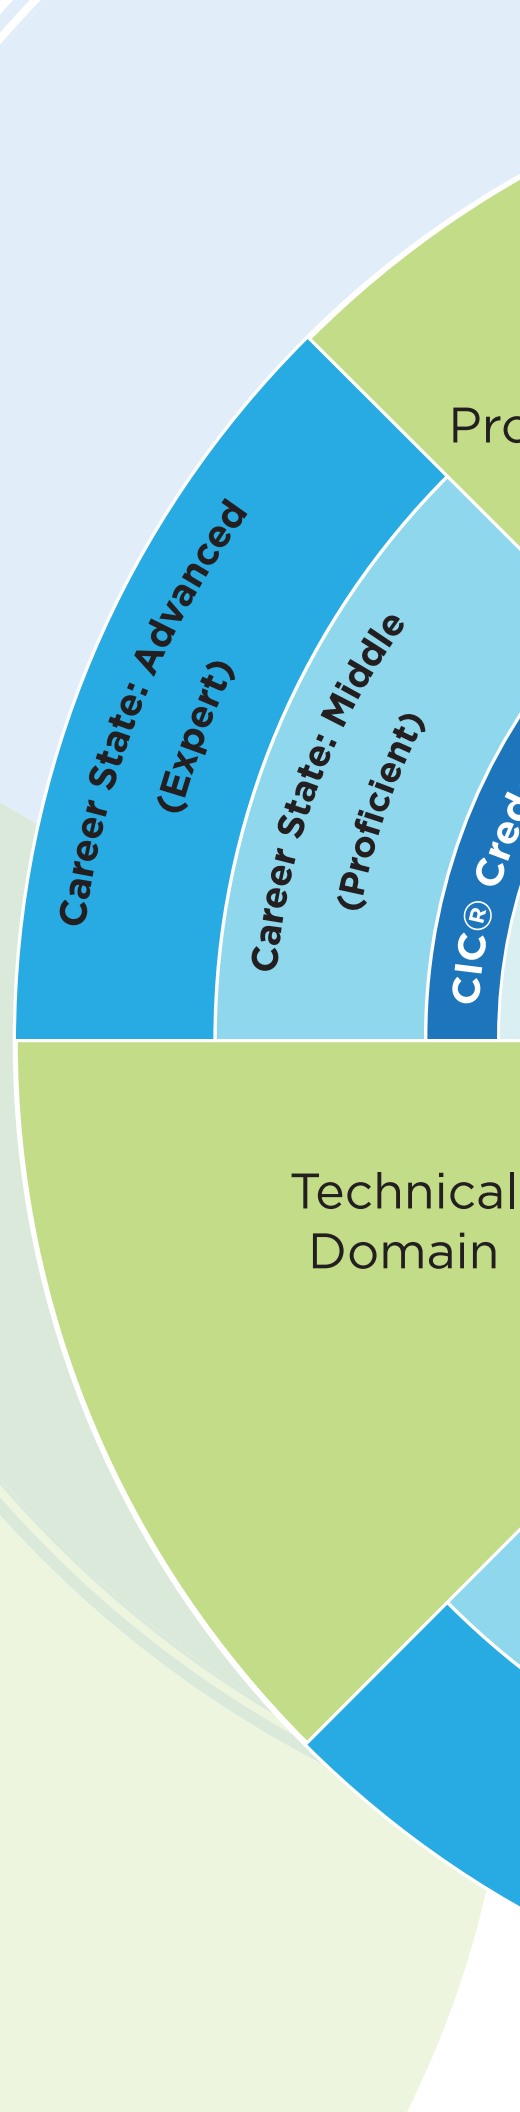 Pro
Career State: Advanced
(Expert)
Career State: Middle
(Proficient)
CIC® Cred
Technical
Domain